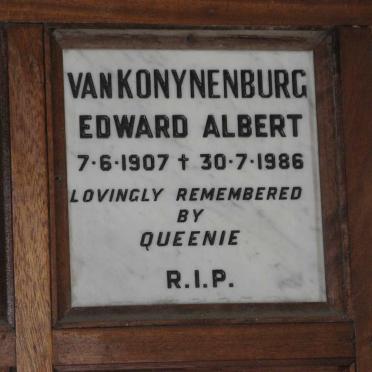 VANKONYNENBURG
EDWARD ALBERT
7·6·1907 † 30·7·1986
LOVINGLY REMEMBERED
BY
QUEENIE
R.I.P.